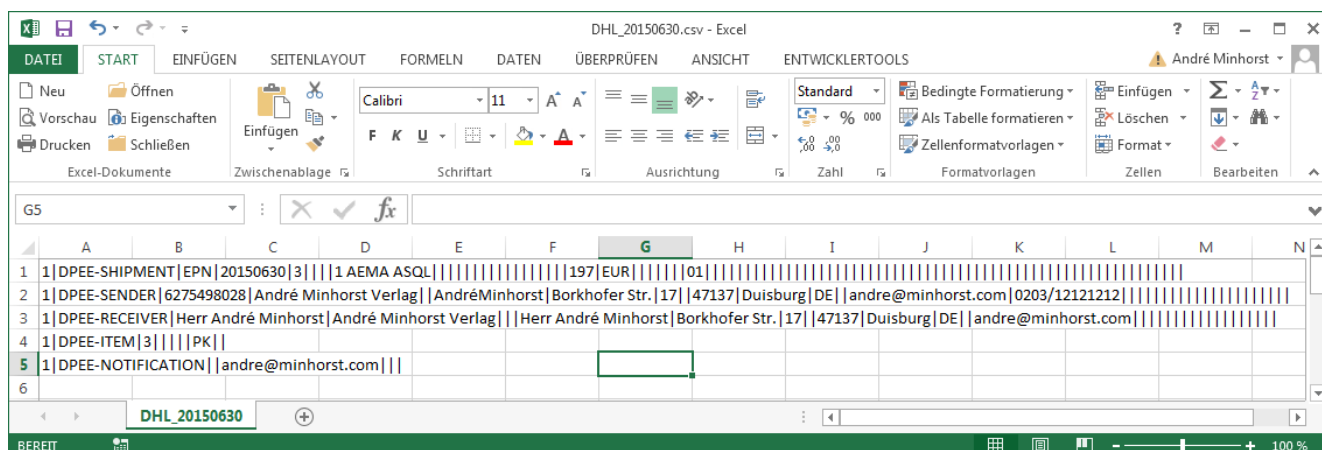 DHL_20150630.csv - Excel
DATEI START EINFÜGEN SEITENLAYOUT FORMELN DATEN ÜBERPRÜFEN ANSICHT ENTWICKLERTOOLS André Minhorst
Neu Öffnen
Vorschau Eigenschaften
Drucken Schließen
Excel-Dokumente
Einfügen
Zwischenablage
Calibri 11
F K U
Schriftart
Ausrichtung
Standard
% 000
Zahl
Bedingte Formatierung
Als Tabelle formatieren
Zellenformatvorlagen
Formatvorlagen
Einfügen
Löschen
Format
Zellen
Bearbeiten
G5 fx
A B C D E F G H I J K L M N
1 1|DPEE-SHIPMENT|EPN|20150630|3||||1 AEMA ASQL|||||||||||||||||197|EUR|||||||01||||||||||||||||||||||||||||||||||||||||||||||||||||
2 1|DPEE-SENDER|6275498028|André Minhorst Verlag||AndréMinhorst|Borkhofer Str.|17||47137|Duisburg|DE||andre@minhorst.com|0203/12121212||||||||||||||||||||||
3 1|DPEE-RECEIVER|Herr André Minhorst|André Minhorst Verlag|||Herr André Minhorst|Borkhofer Str.|17||47137|Duisburg|DE||andre@minhorst.com|||||||||||||||||||
4 1|DPEE-ITEM|3|||||PK||
5 1|DPEE-NOTIFICATION||andre@minhorst.com|||
6
DHL_20150630
BEREIT 100 %